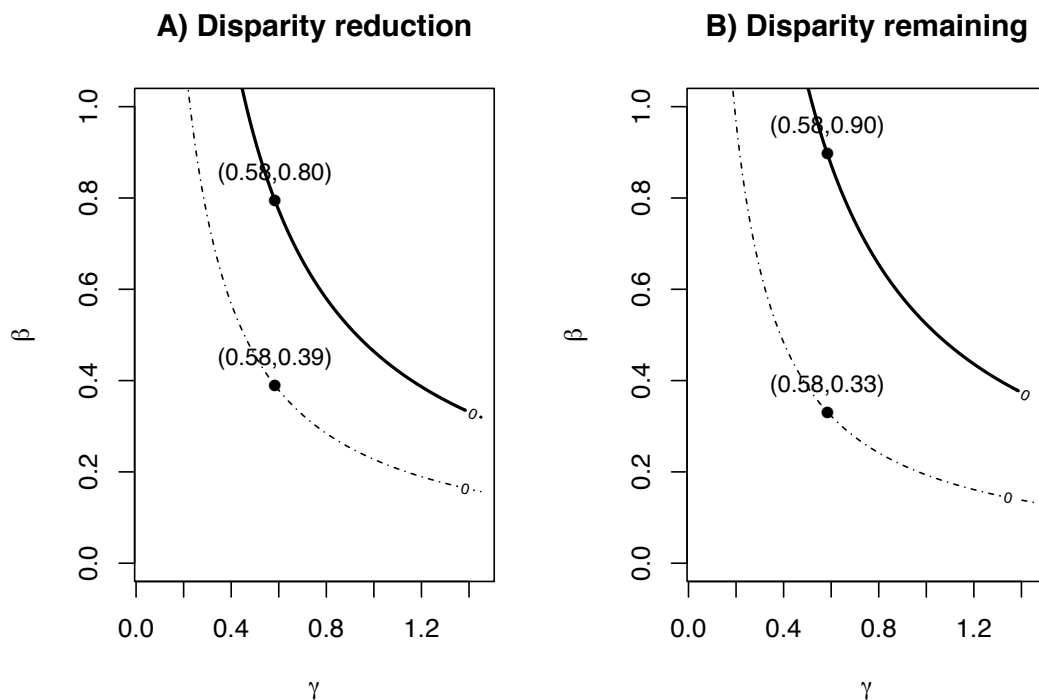 A) Disparity reduction
β
1.0
0.8
0.6
0.4
0.2
0.0
(0.58,0.80)
(0.58,0.39)
0.
0
0.0 0.4 0.8 1.2
γ
B) Disparity remaining
β
1.0
0.8
0.6
0.4
0.2
0.0
(0.58,0.90)
(0.58,0.33)
0
0
0.0 0.4 0.8 1.2
γ